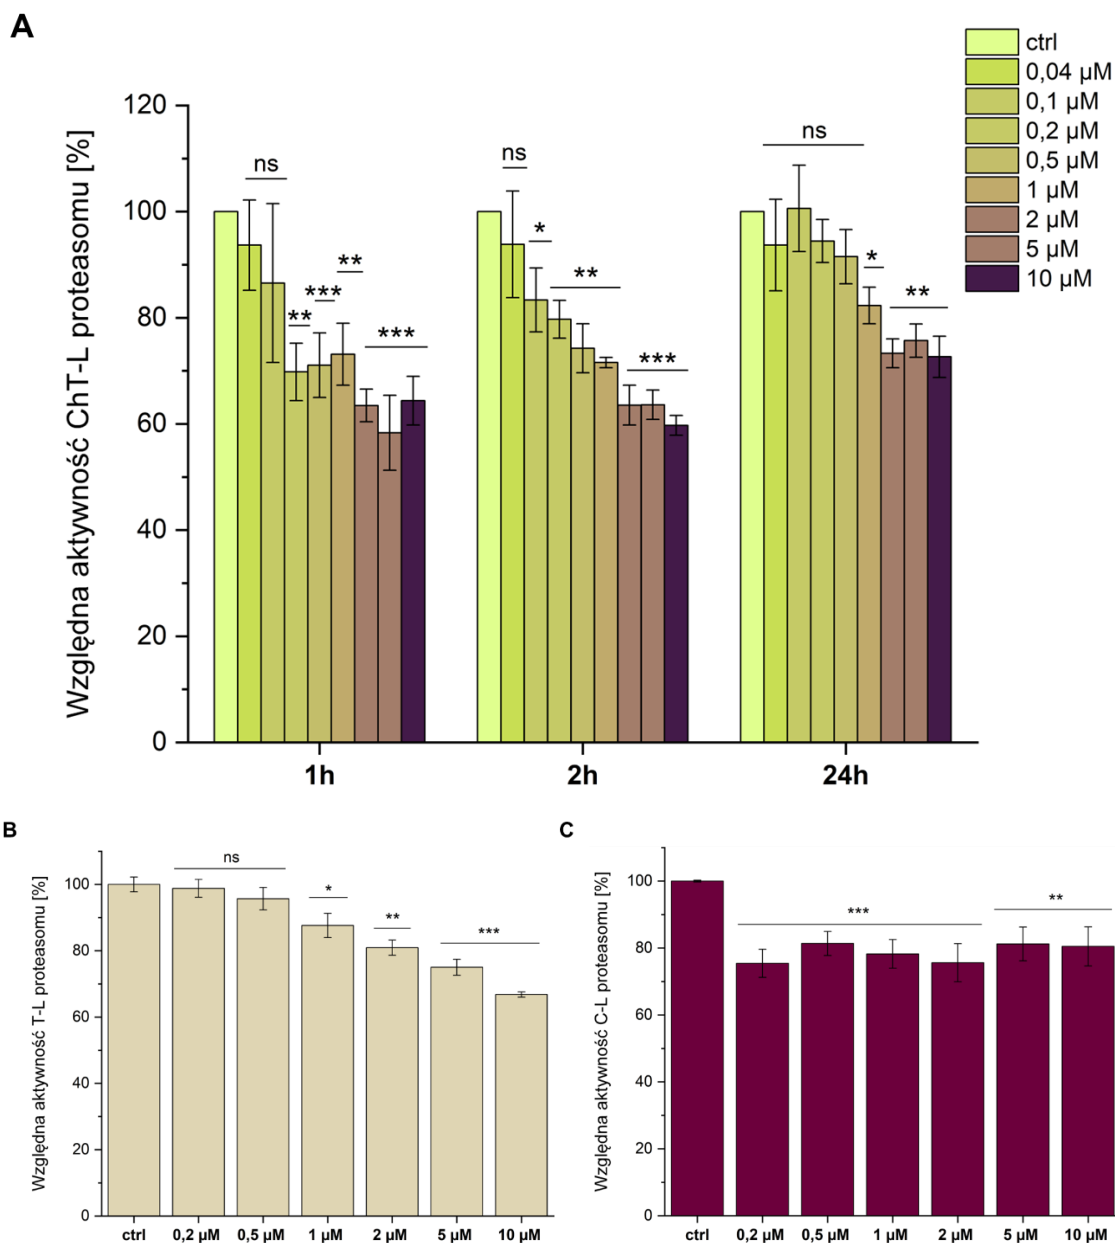 A
ctrl
0,04 µM
0,1 µM
0,2 µM
0,5 µM
1 µM
2 µM
5 µM
10 µM
Względna aktywność ChT-L proteasomu [%]
120
100
80
60
40
20
0
ns
**
***
**
***
ns
*
**
***
ns
*
**
1h
2h
24h
B
Względna aktywność T-L proteasomu [%]
100
80
60
40
20
0
ns
*
**
***
ctrl
0,2 µM
0,5 µM
1 µM
2 µM
5 µM
10 µM
C
Względna aktywność C-L proteasomu [%]
100
80
60
40
20
0
***
**
ctrl
0,2 µM
0,5 µM
1 µM
2 µM
5 µM
10 µM